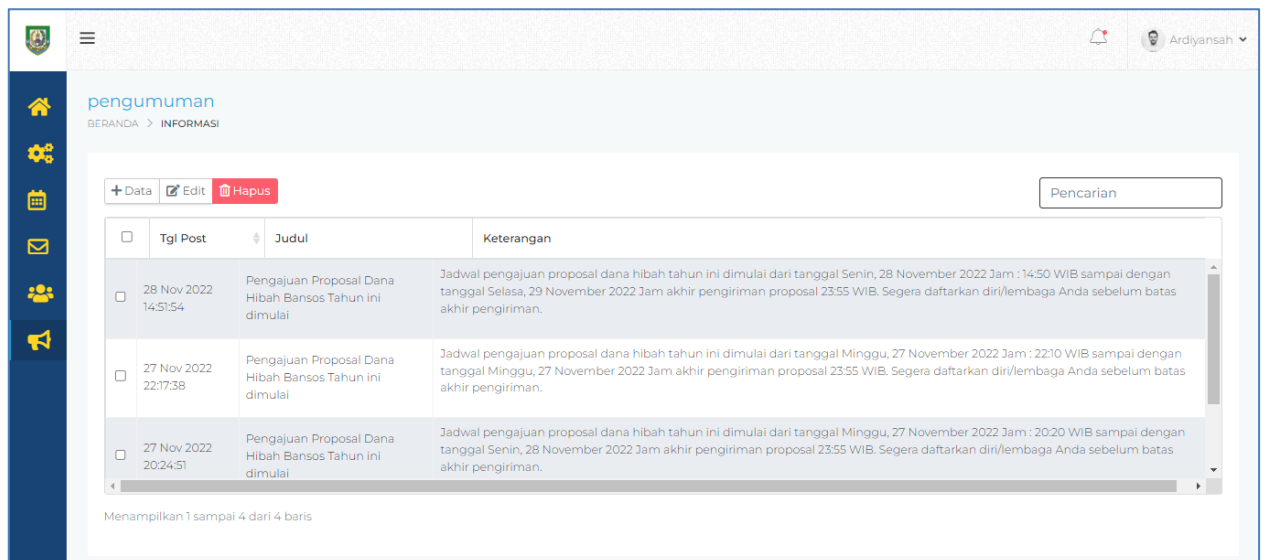 Ardiyansah
pengumuman
BERANDA > INFORMASI
+ Data Edit Hapus
Pencarian
Tgl Post Judul Keterangan
28 Nov 2022
14:51:54
Pengajuan Proposal Dana
Hibah Bansos Tahun ini
dimulai
Jadwal pengajuan proposal dana hibah tahun ini dimulai dari tanggal Senin, 28 November 2022 Jam : 14:50 WIB sampai dengan
tanggal Selasa, 29 November 2022 Jam akhir pengiriman proposal 23:55 WIB. Segera daftarkan diri/lembaga Anda sebelum batas
akhir pengiriman.
27 Nov 2022
22:17:38
Pengajuan Proposal Dana
Hibah Bansos Tahun ini
dimulai
Jadwal pengajuan proposal dana hibah tahun ini dimulai dari tanggal Minggu, 27 November 2022 Jam : 22:10 WIB sampai dengan
tanggal Minggu, 27 November 2022 Jam akhir pengiriman proposal 23:55 WIB. Segera daftarkan diri/lembaga Anda sebelum batas
akhir pengiriman.
27 Nov 2022
20:24:51
Pengajuan Proposal Dana
Hibah Bansos Tahun ini
dimulai
Jadwal pengajuan proposal dana hibah tahun ini dimulai dari tanggal Minggu, 27 November 2022 Jam : 20:20 WIB sampai dengan
tanggal Senin, 28 November 2022 Jam akhir pengiriman proposal 23:55 WIB. Segera daftarkan diri/lembaga Anda sebelum batas
akhir pengiriman.
Menampilkan 1 sampai 4 dari 4 baris